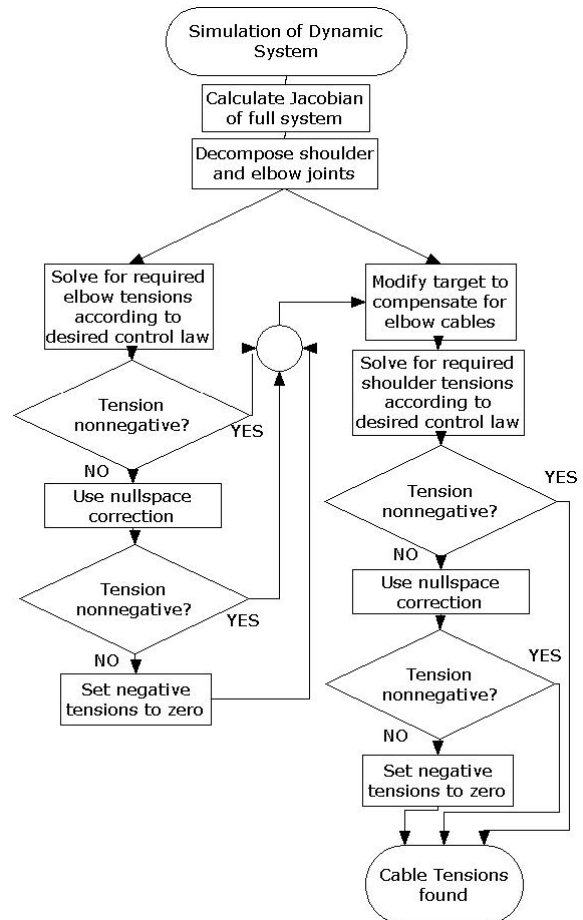 Simulation of Dynamic
System
Calculate Jacobian
of full system
Decompose shoulder
and elbow joints
Solve for required
elbow tensions
according to
desired control law
Tension
nonnegative?
YES
NO
Use nullspace
correction
Tension
nonnegative?
YES
NO
Set negative
tensions to zero
Modify target to
compensate for
elbow cables
Solve for required
shoulder tensions
according to
desired control law
Tension
nonnegative?
YES
NO
Use nullspace
correction
Tension
nonnegative?
YES
NO
Set negative
tensions to zero
Cable Tensions
found